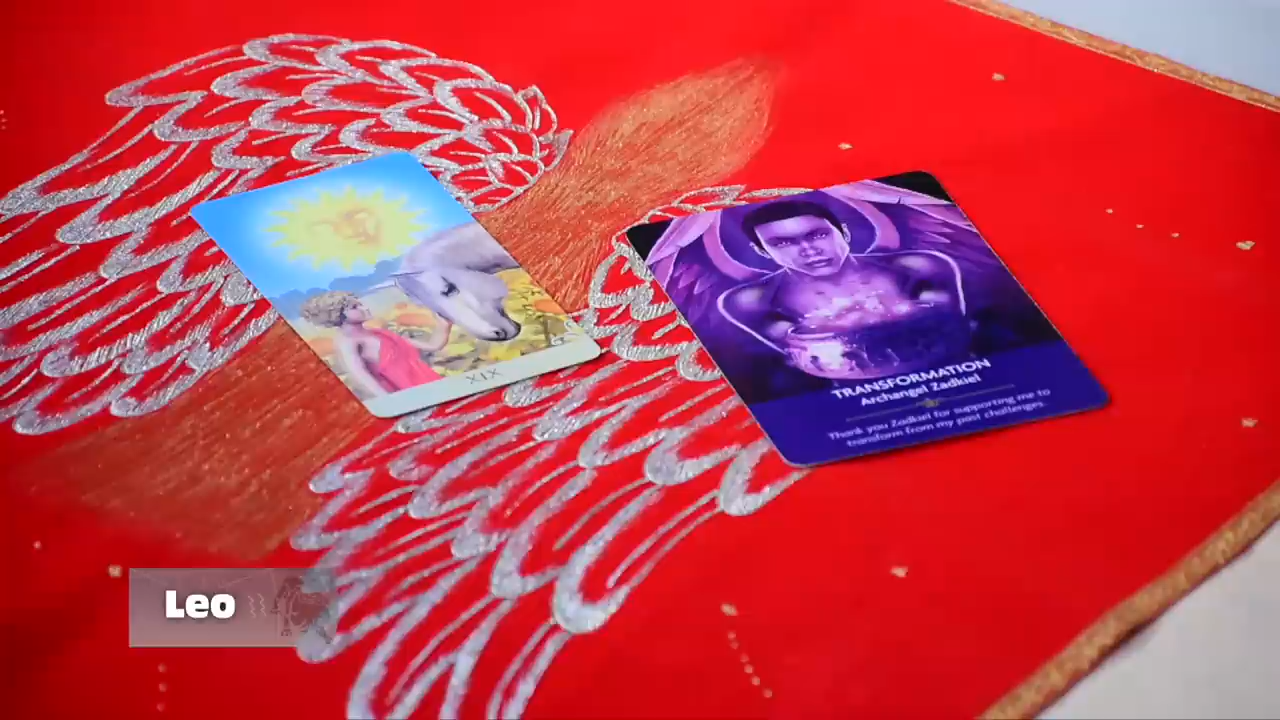 XIX
TRANSFORMATION
Archangel Zadkiel
Thank you Zadkiel for supporting me to
transform from my past challenges.
Leo